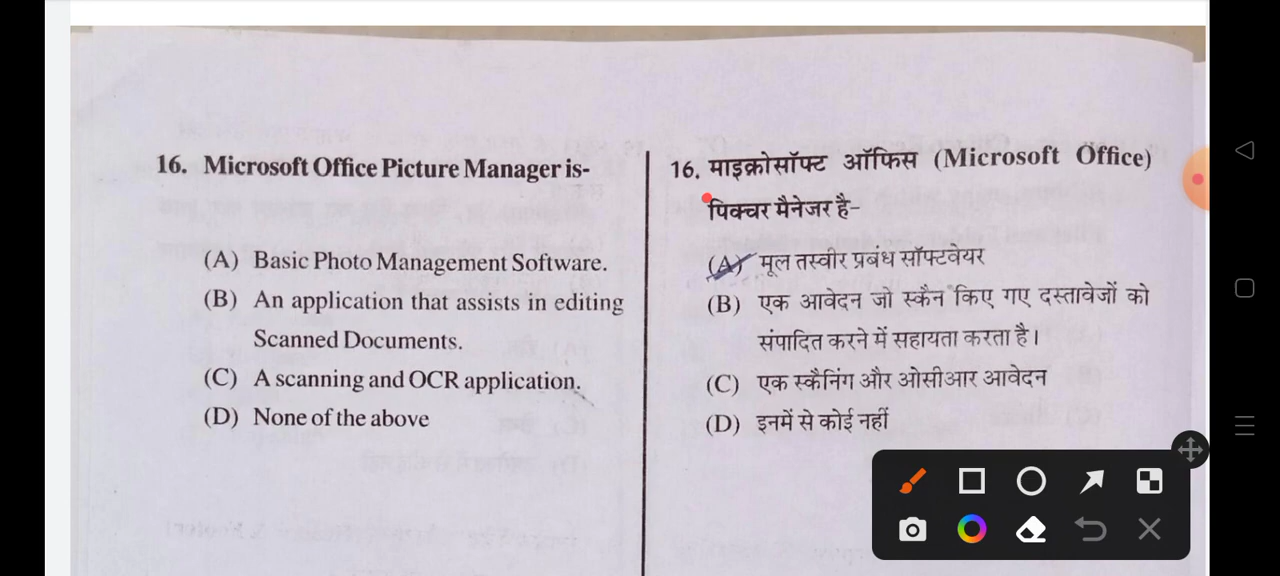 16. Microsoft Office Picture Manager is-
(A) Basic Photo Management Software.
(B) An application that assists in editing
Scanned Documents.
(C) A scanning and OCR application.
(D) None of the above
16. माइक्रोसॉफ्ट ऑफिस (Microsoft Office)
पिक्चर मैनेजर है-
(A) मूल तस्वीर प्रबंध सॉफ्टवेयर
(B) एक आवेदन जो स्कैन किए गए दस्तावेजों को
संपादित करने में सहायता करता है।
(C) एक स्कैनिंग और ओसीआर आवेदन
(D) इनमें से कोई नहीं